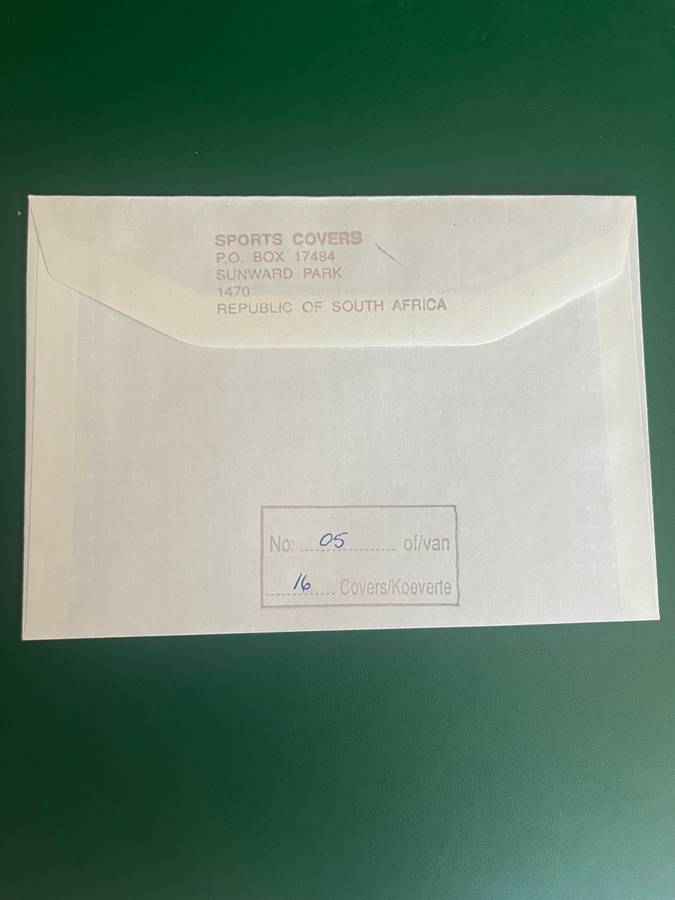 SPORTS COVERS
P.O. BOX 17484
SUNWARD PARK
1470
REPUBLIC OF SOUTH AFRICA
No: 05 of/van
16 Covers/Koeverte